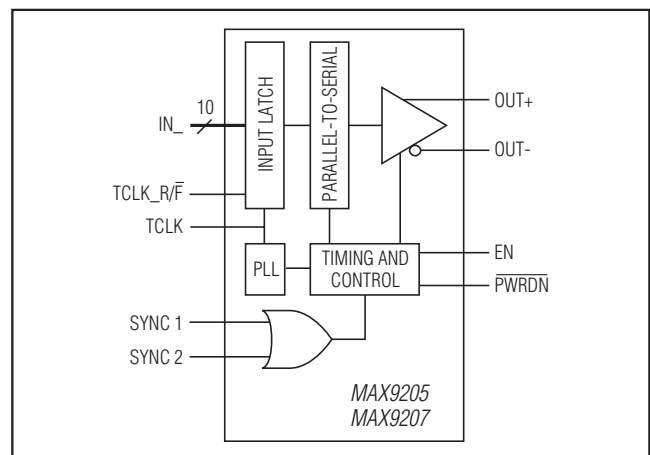 10
IN_
INPUT LATCH
PARALLEL-TO-SERIAL
OUT+
OUT-
TCLK_R/F̅
TCLK
PLL
TIMING AND
CONTROL
EN
P̅W̅R̅D̅N̅
SYNC 1
SYNC 2
MAX9205
MAX9207